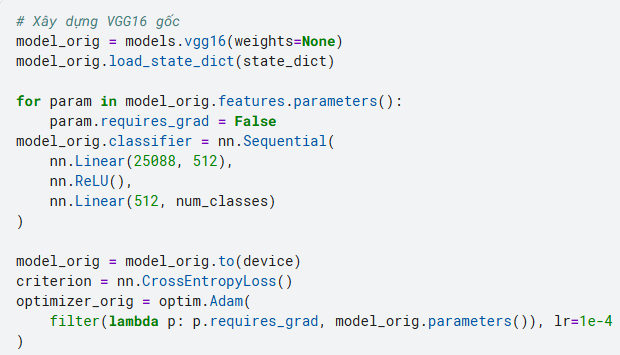 # Xây dựng VGG16 gốc
model_orig = models.vgg16(weights=None)
model_orig.load_state_dict(state_dict)

for param in model_orig.features.parameters():
    param.requires_grad = False
model_orig.classifier = nn.Sequential(
    nn.Linear(25088, 512),
    nn.ReLU(),
    nn.Linear(512, num_classes)
)

model_orig = model_orig.to(device)
criterion = nn.CrossEntropyLoss()
optimizer_orig = optim.Adam(
    filter(lambda p: p.requires_grad, model_orig.parameters()), lr=1e-4
)